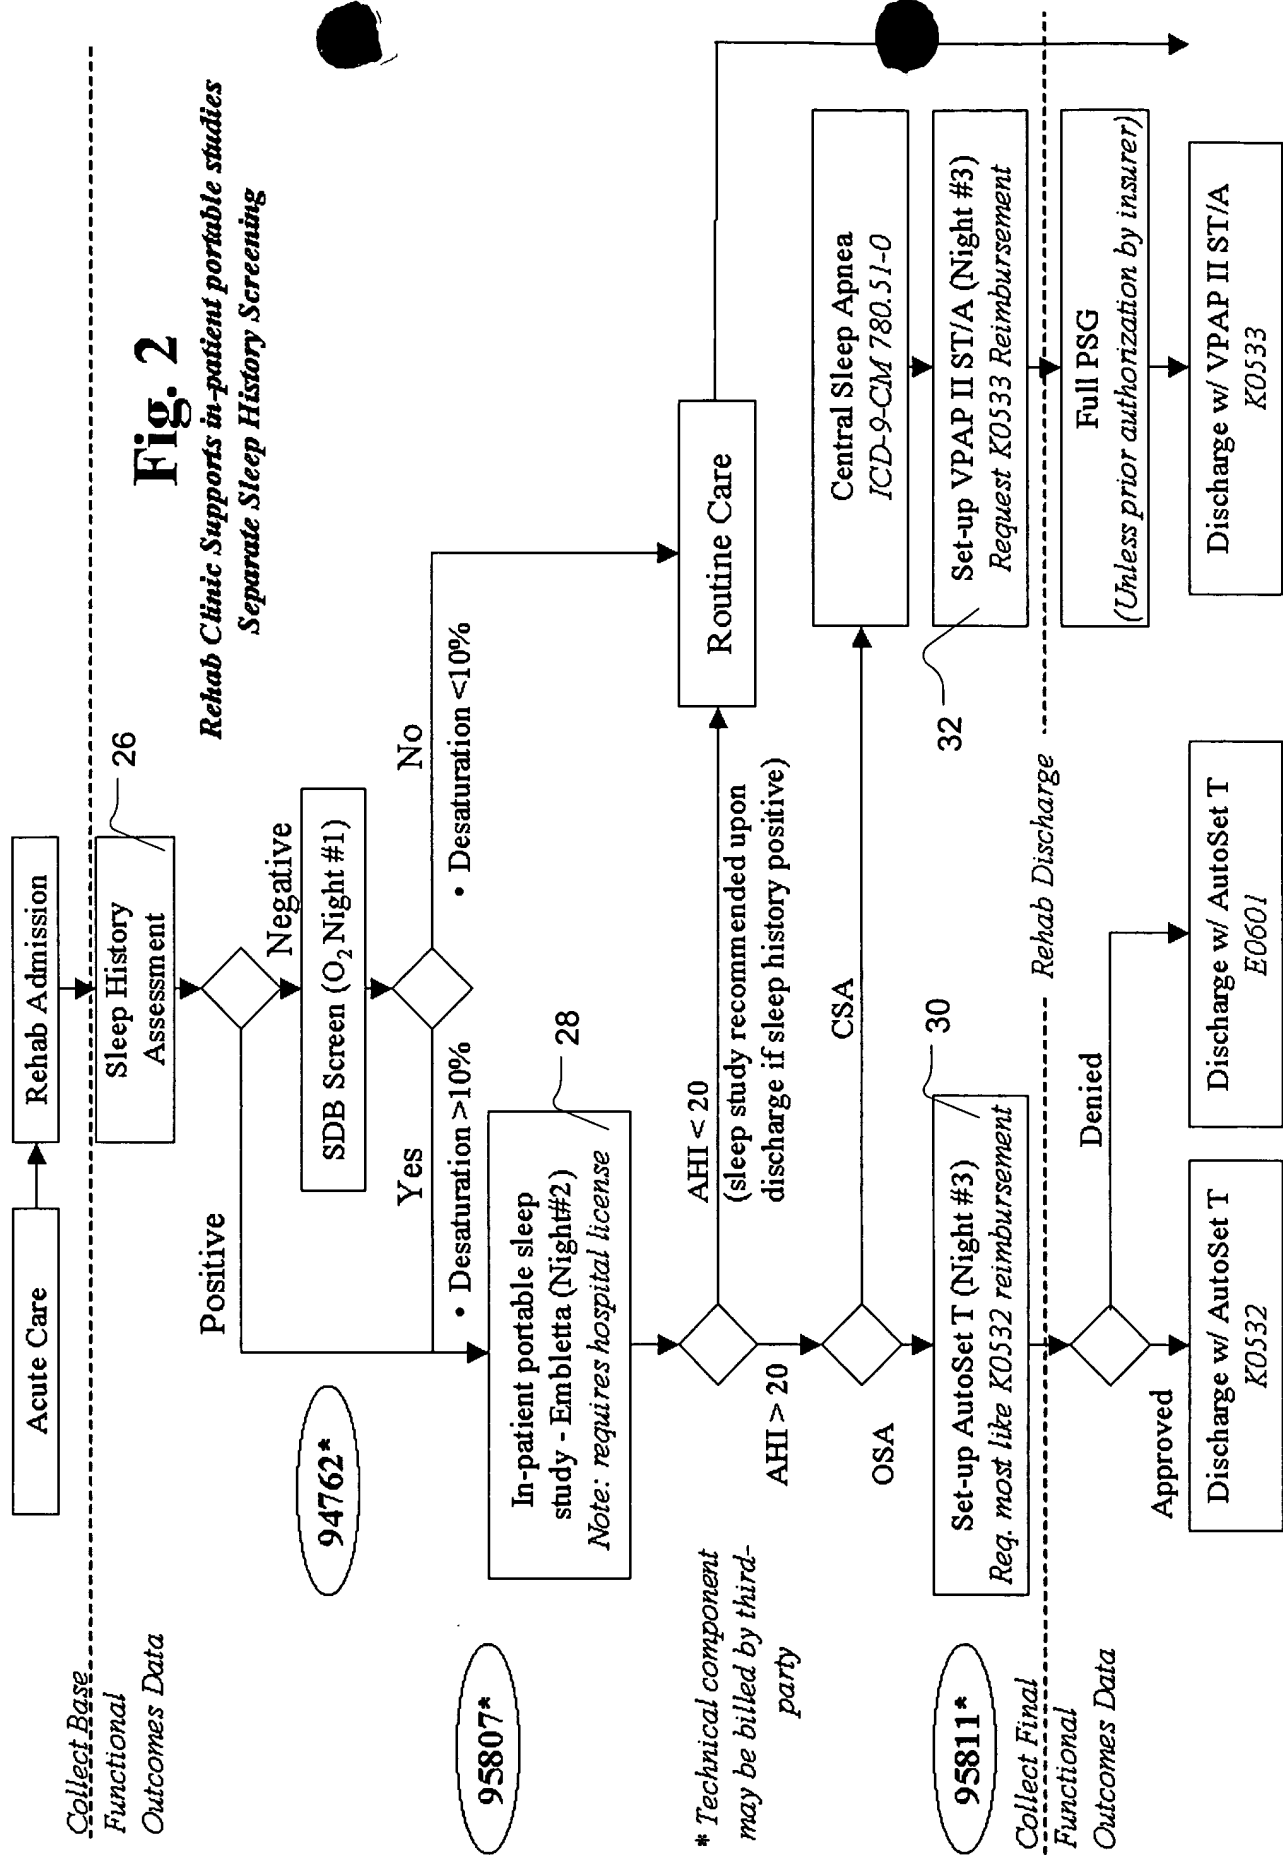 Fig. 2
Rehab Clinic Supports in-patient portable studies
Separate Sleep History Screening
Acute Care
Rehab Admission
Collect Base
Functional
Outcomes Data
Sleep History
Assessment
26
Positive
Negative
94762*
SDB Screen (O2 Night #1)
Yes
No
• Desaturation >10%
• Desaturation <10%
95807*
In-patient portable sleep
study - Embletta (Night#2)
Note: requires hospital license
28
Routine Care
AHI < 20
(sleep study recommended upon
discharge if sleep history positive)
* Technical component
may be billed by third-
party
AHI > 20
CSA
OSA
Central Sleep Apnea
ICD-9-CM 780.51-0
95811*
Set-up AutoSet T (Night #3)
Req. most like K0532 reimbursement
30
32
Set-up VPAP II ST/A (Night #3)
Request K0533 Reimbursement
Collect Final
Functional
Outcomes Data
Rehab Discharge
Denied
Approved
Full PSG
(Unless prior authorization by insurer)
Discharge w/ AutoSet T
K0532
Discharge w/ AutoSet T
E0601
Discharge w/ VPAP II ST/A
K0533